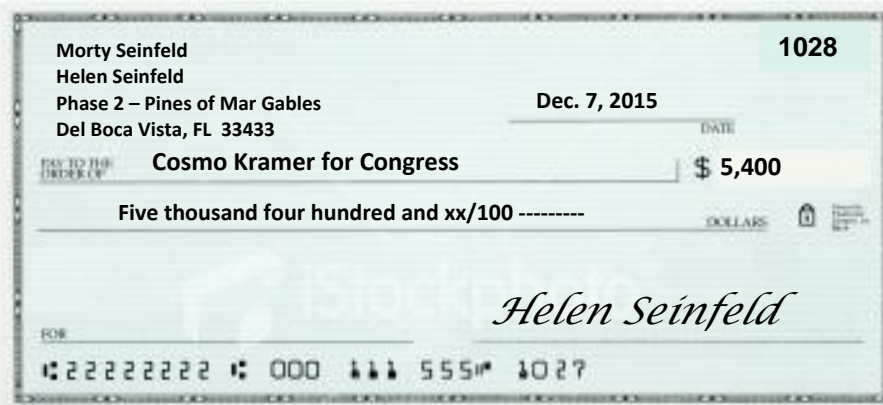 Morty Seinfeld
1028
Helen Seinfeld
Phase 2 – Pines of Mar Gables
Dec. 7, 2015
Del Boca Vista, FL 33433
DATE
PAY TO THE
ORDER OF
Cosmo Kramer for Congress
$ 5,400
Five thousand four hundred and xx/100 ---------
DOLLARS
iStockphoto
Helen Seinfeld
FOR
⑆22222222⑆ 000 111 555⑈ 1027